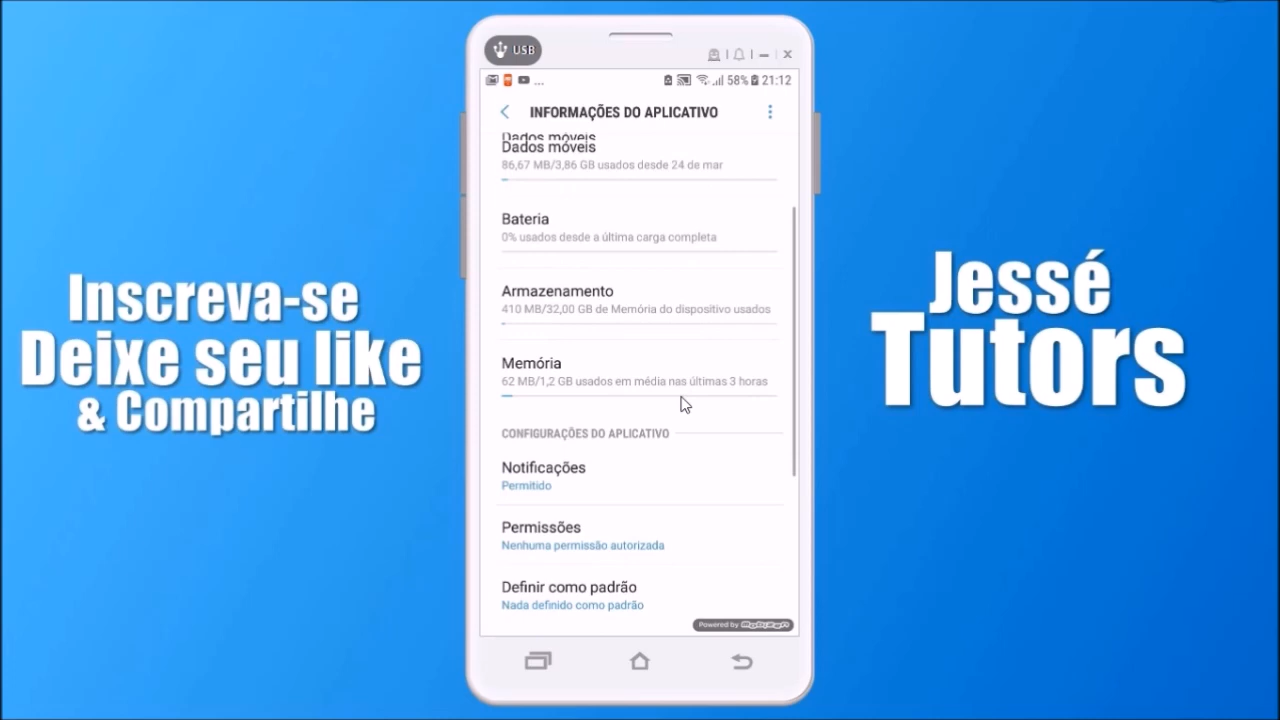 Inscreva-se
Deixe seu like
& Compartilhe
USB
... 58% 21:12
INFORMAÇÕES DO APLICATIVO
Dados móveis
Dados móveis
86,67 MB/3,86 GB usados desde 24 de mar
Bateria
0% usados desde a última carga completa
Armazenamento
410 MB/32,00 GB de Memória do dispositivo usados
Memória
62 MB/1,2 GB usados em média nas últimas 3 horas
CONFIGURAÇÕES DO APLICATIVO
Notificações
Permitido
Permissões
Nenhuma permissão autorizada
Definir como padrão
Nada definido como padrão
Powered by mobizen
Jessé
Tutors